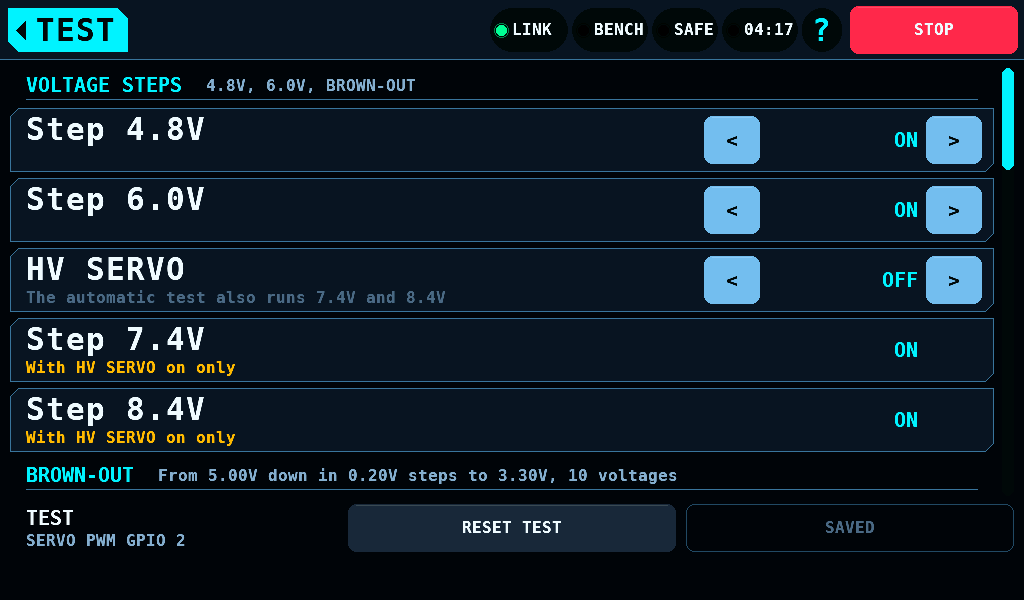 TEST
LINK
BENCH
SAFE
04:17
?
STOP
VOLTAGE STEPS 4.8V, 6.0V, BROWN-OUT
Step 4.8V
< ON >
Step 6.0V
< ON >
HV SERVO
The automatic test also runs 7.4V and 8.4V
< OFF >
Step 7.4V
With HV SERVO on only
ON
Step 8.4V
With HV SERVO on only
ON
BROWN-OUT From 5.00V down in 0.20V steps to 3.30V, 10 voltages
TEST
SERVO PWM GPIO 2
RESET TEST
SAVED